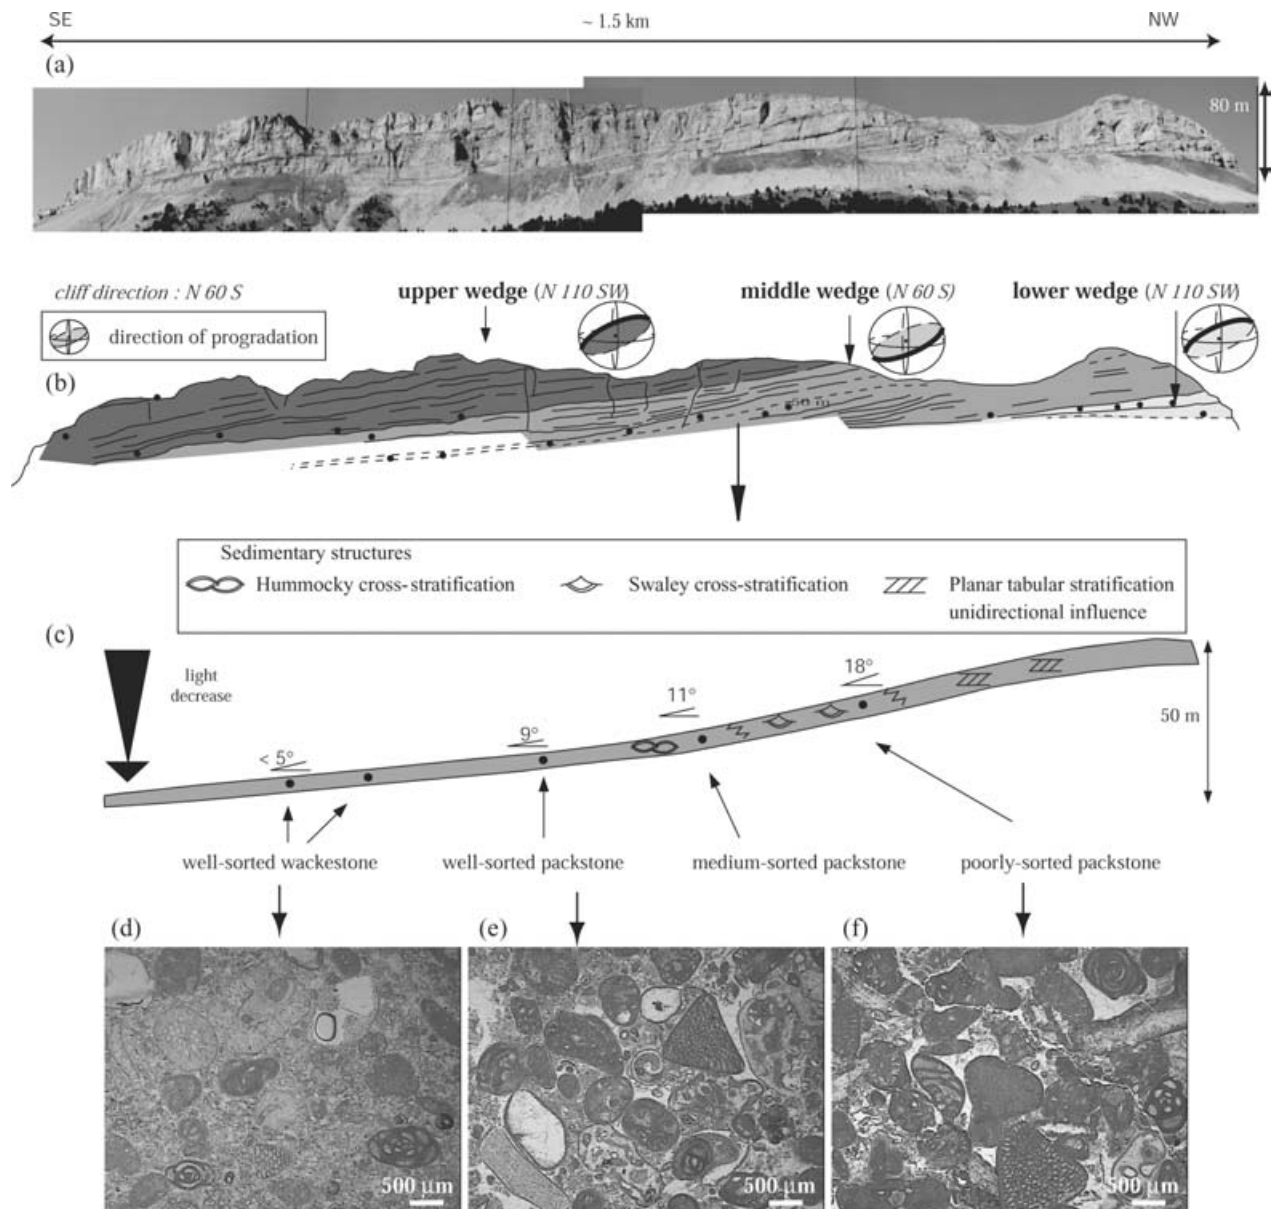 SE
~ 1.5 km
NW
(a)
80 m
cliff direction : N 60 S
upper wedge (N 110 SW)
middle wedge (N 60 S)
lower wedge (N 110 SW)
direction of progradation
(b)
50 m
Sedimentary structures
Hummocky cross-stratification
Swaley cross-stratification
Planar tabular stratification
unidirectional influence
(c)
light
decrease
18°
11°
9°
< 5°
50 m
well-sorted wackestone
well-sorted packstone
medium-sorted packstone
poorly-sorted packstone
(d)
(e)
(f)
500 µm
500 µm
500 µm